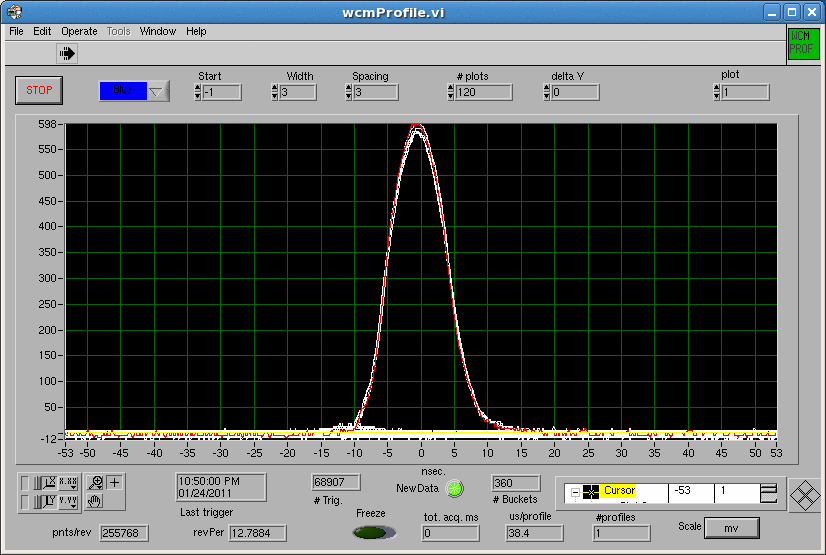 wcmProfile.vi
File Edit Operate Tools Window Help
WCM
PROF
Start Width Spacing # plots delta Y plot
STOP Blue -1 3 3 120 0 1
598
550
500
450
400
350
300
250
200
150
100
50
-12
-53 -50 -45 -40 -35 -30 -25 -20 -15 -10 -5 0 5 10 15 20 25 30 35 40 45 50 53
nsec.
X X.XX
Y Y.YY
10:50:00 PM
01/24/2011
Last trigger
68907
# Trig.
New Data
360
# Buckets
Cursor -53 1
pnts/rev 255768
revPer 12.7884
Freeze
tot. acq. ms
0
us/profile
38.4
#profiles
1
Scale mv